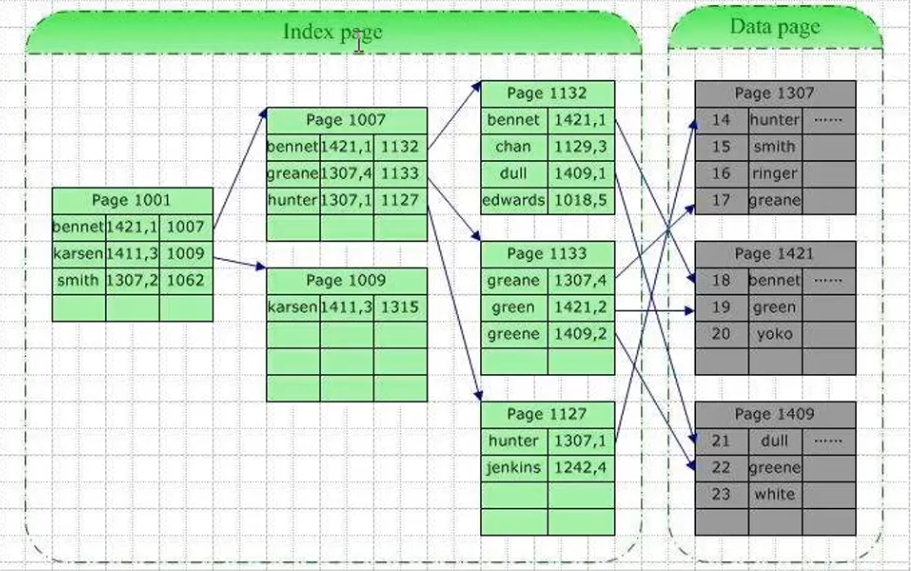 Index page
Data page
Page 1001
bennet 1421,1 1007
karsen 1411,3 1009
smith 1307,2 1062
Page 1007
bennet 1421,1 1132
greane 1307,4 1133
hunter 1307,1 1127
Page 1009
karsen 1411,3 1315
Page 1132
bennet 1421,1
chan 1129,3
dull 1409,1
edwards 1018,5
Page 1133
greane 1307,4
green 1421,2
greene 1409,2
Page 1127
hunter 1307,1
jenkins 1242,4
Page 1307
14 hunter ······
15 smith
16 ringer
17 greane
Page 1421
18 bennet ······
19 green
20 yoko
Page 1409
21 dull ······
22 greene
23 white